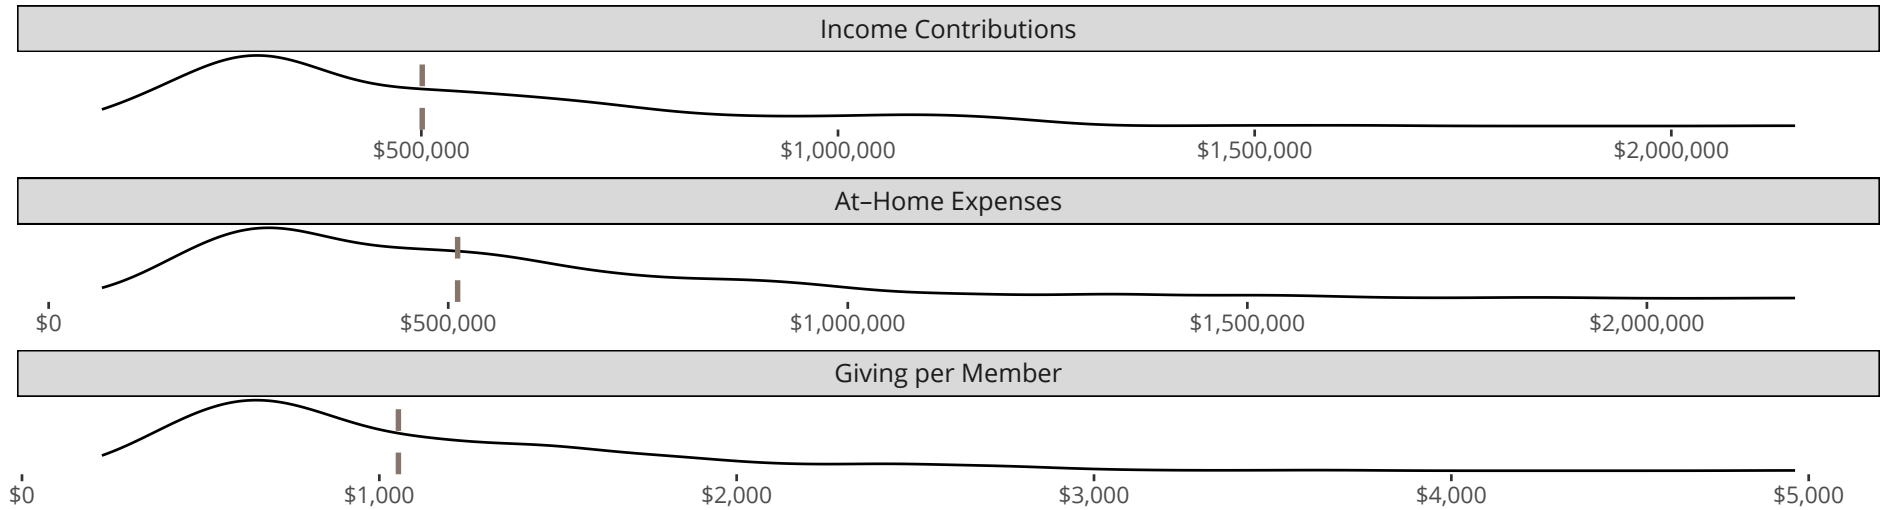 Income Contributions
$500,000 $1,000,000 $1,500,000 $2,000,000
At–Home Expenses
$0 $500,000 $1,000,000 $1,500,000 $2,000,000
Giving per Member
$0 $1,000 $2,000 $3,000 $4,000 $5,000